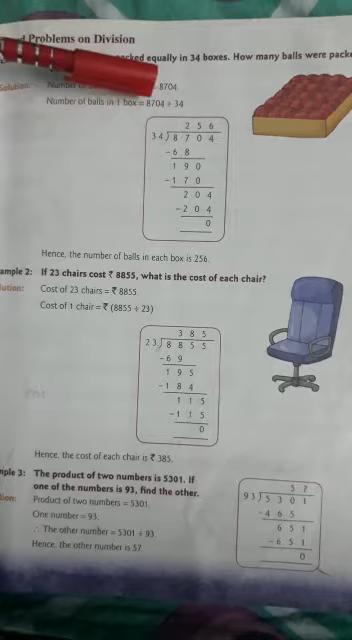 Problems on Division
equally in 34 boxes. How many balls were
Solution: 8704
Number of balls in 1 box = 8704 ÷ 34
2 5 6
34) 8 7 0 4
- 6 8
1 9 0
- 1 7 0
2 0 4
- 2 0 4
0
Hence, the number of balls in each box is 256.
ample 2: If 23 chairs cost ₹ 8855, what is the cost of each chair?
lution: Cost of 23 chairs = ₹ 8855
Cost of 1 chair = ₹ (8855 ÷ 23)
3 8 5
23) 8 8 5 5
- 6 9
1 9 5
- 1 8 4
1 1 5
- 1 1 5
0
Hence, the cost of each chair is ₹ 385.
mple 3: The product of two numbers is 5301. If
one of the numbers is 93, find the other.
tion: Product of two numbers = 5301
One number = 93
∴ The other number = 5301 ÷ 93
Hence, the other number is 57
5 7
93) 5 3 0 1
- 4 6 5
6 5 1
- 6 5 1
0